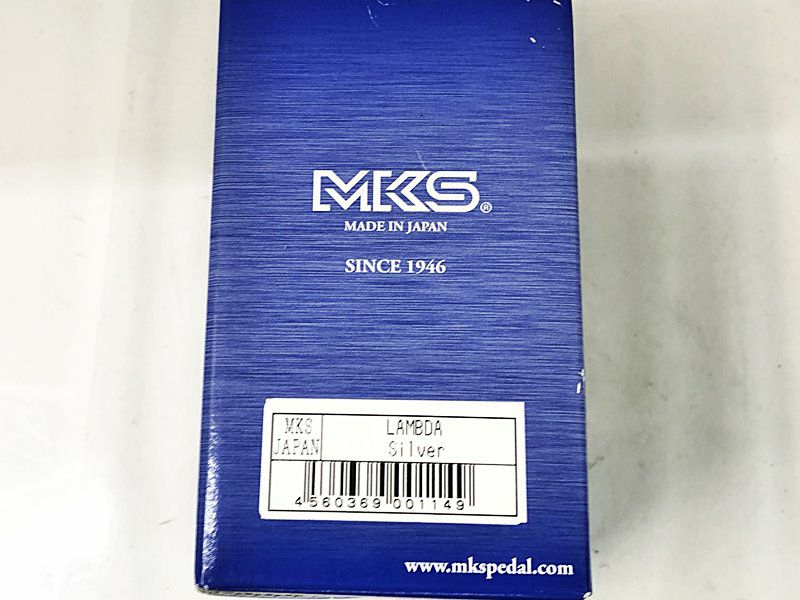 MKS®
MADE IN JAPAN
SINCE 1946
MKS
JAPAN
LAMBDA
Silver
4 560369 001149
www.mkspedal.com